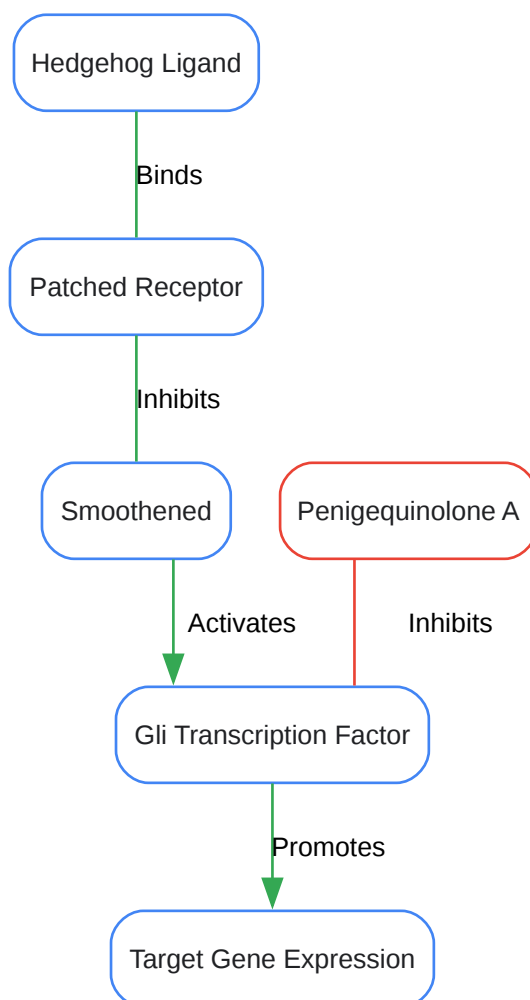 Hedgehog Ligand
Binds
Patched Receptor
Inhibits
Smoothened
Penigequinolone A
Activates
Inhibits
Gli Transcription Factor
Promotes
Target Gene Expression